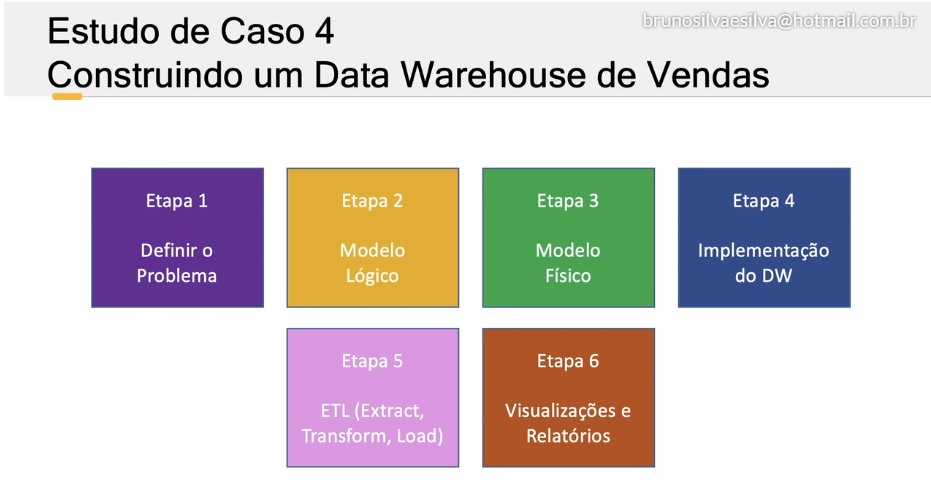 brunosilvaesilva@hotmail.com.br
Estudo de Caso 4
Construindo um Data Warehouse de Vendas
Etapa 1
Definir o
Problema
Etapa 2
Modelo
Lógico
Etapa 3
Modelo
Físico
Etapa 4
Implementação
do DW
Etapa 5
ETL (Extract,
Transform, Load)
Etapa 6
Visualizações e
Relatórios